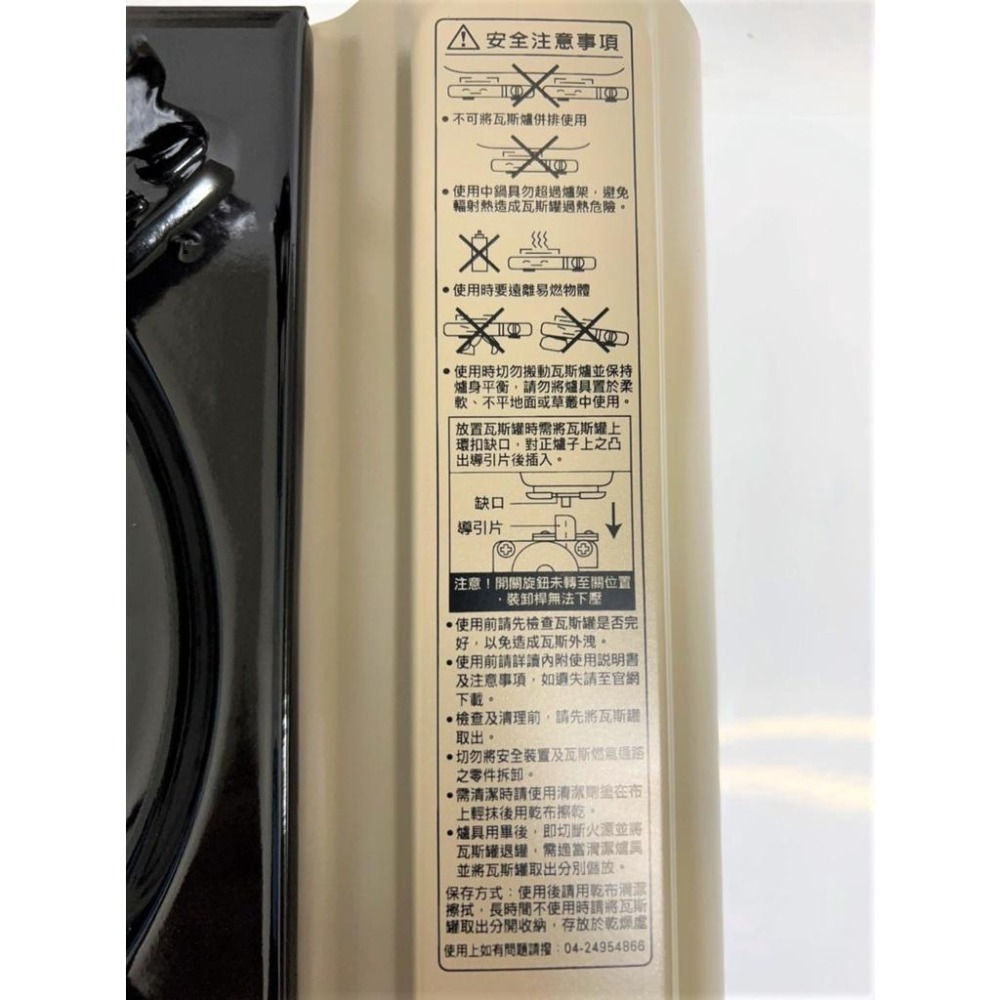 安全注意事項
•不可將瓦斯爐併排使用
•使用中鍋具勿超過爐架，避免
輻射熱造成瓦斯罐過熱危險。
•使用時要遠離易燃物體
•使用時切勿搬動瓦斯爐並保持
爐身平衡，請勿將爐具置於柔
軟、不平地面或草叢中使用。
放置瓦斯罐時需將瓦斯罐上
環扣缺口，對正爐子上之凸
出導引片後插入。
缺口
導引片
注意！開關旋鈕未轉至關位置
，裝卸桿無法下壓
•使用前請先檢查瓦斯罐是否完
好，以免造成瓦斯外洩。
•使用前請詳讀內附使用説明書
及注意事項，如遺失請至官網
下載。
•檢查及清理前，請先將瓦斯罐
取出。
•切勿將安全裝置及瓦斯燃氣通路
之零件拆卸。
•需清潔時請使用清潔劑塗在布
上輕抹後用乾布擦乾。
•爐具用畢後，即切斷火源並將
瓦斯罐退罐，需適當清潔爐具
並將瓦斯罐取出分別儲放。
保存方式：使用後請用乾布清潔
擦拭，長時間不使用時請將瓦斯
罐取出分開收納，存放於乾燥處
使用上如有問題請撥：04-24954866